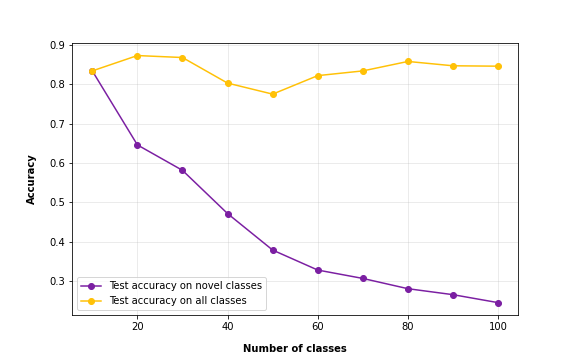 0.9
0.8
0.7
0.6
0.5
0.4
0.3
Accuracy
Test accuracy on novel classes
Test accuracy on all classes
20 40 60 80 100
Number of classes